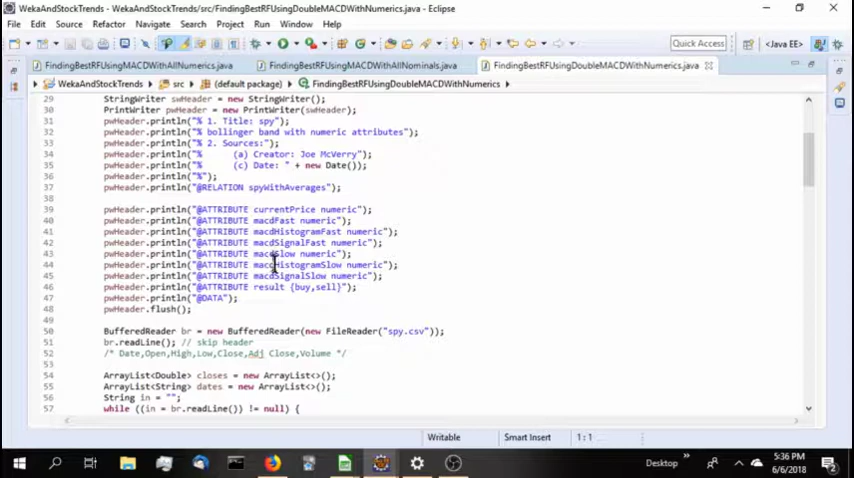 WekaAndStockTrends - WekaAndStockTrends/src/FindingBestRFUsingDoubleMACDWithNumerics.java - Eclipse
File Edit Source Refactor Navigate Search Project Run Window Help
Quick Access
<Java EE>
FindingBestRFUsingMACDWithAllNumerics.java
FindingBestRFUsingMACDWithAllNominals.java
FindingBestRFUsingDoubleMACDWithNumerics.java
WekaAndStockTrends src (default package) FindingBestRFUsingDoubleMACDWithNumerics
29 StringWriter swHeader = new StringWriter();
30 PrintWriter pwHeader = new PrintWriter(swHeader);
31 pwHeader.println("% 1. Title: spy");
32 pwHeader.println("% bollinger band with numeric attributes");
33 pwHeader.println("% 2. Sources:");
34 pwHeader.println("% (a) Creator: Joe McVerry");
35 pwHeader.println("% (c) Date: " + new Date());
36 pwHeader.println("%");
37 pwHeader.println("@RELATION spyWithAverages");
38
39 pwHeader.println("@ATTRIBUTE currentPrice numeric");
40 pwHeader.println("@ATTRIBUTE macdFast numeric");
41 pwHeader.println("@ATTRIBUTE macdHistogramFast numeric");
42 pwHeader.println("@ATTRIBUTE macdSignalFast numeric");
43 pwHeader.println("@ATTRIBUTE macdSlow numeric");
44 pwHeader.println("@ATTRIBUTE macdHistogramSlow numeric");
45 pwHeader.println("@ATTRIBUTE macdSignalSlow numeric");
46 pwHeader.println("@ATTRIBUTE result {buy,sell}");
47 pwHeader.println("@DATA");
48 pwHeader.flush();
49
50 BufferedReader br = new BufferedReader(new FileReader("spy.csv"));
51 br.readLine(); // skip header
52 /* Date,Open,High,Low,Close,Adj Close,Volume */
53
54 ArrayList<Double> closes = new ArrayList<>();
55 ArrayList<String> dates = new ArrayList<>();
56 String in = "";
57 while ((in = br.readLine()) != null) {
Writable Smart Insert 1 : 1
Desktop
5:36 PM
6/6/2018
2